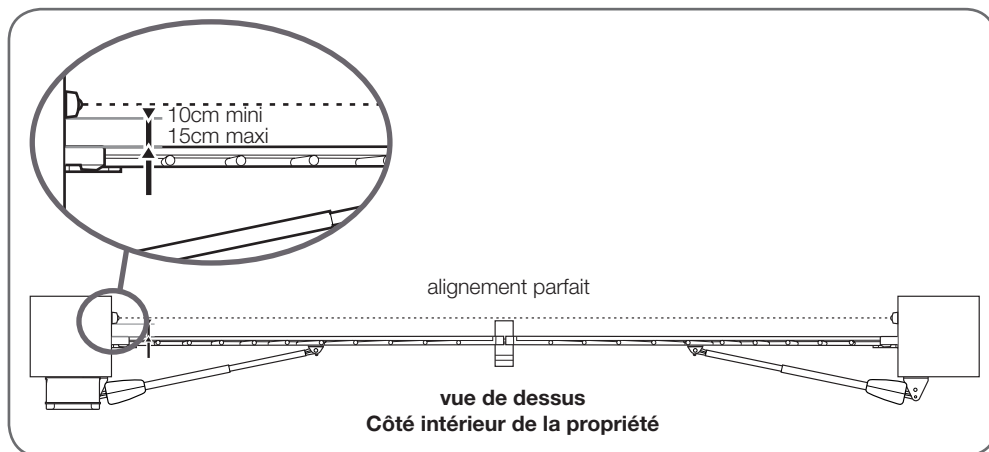 10cm mini
15cm maxi
alignement parfait
vue de dessus
Côté intérieur de la propriété